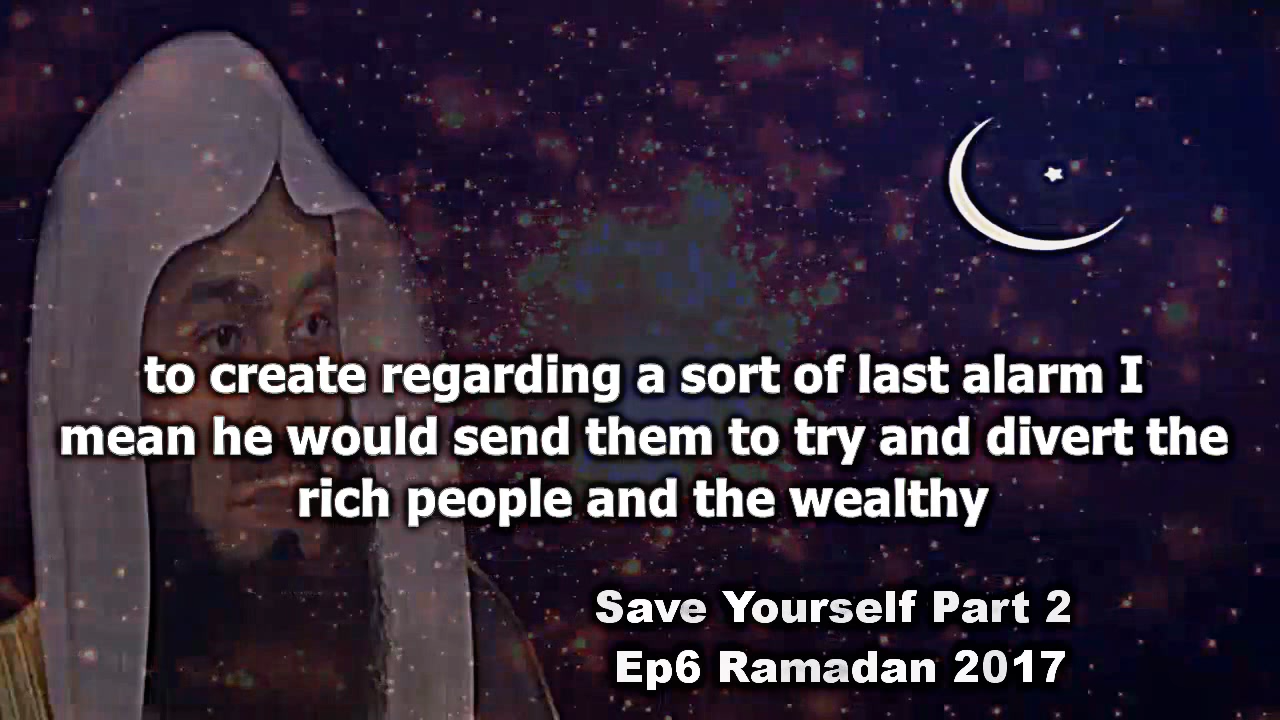 to create regarding a sort of last alarm I
mean he would send them to try and divert the
rich people and the wealthy
Save Yourself Part 2
Ep6 Ramadan 2017